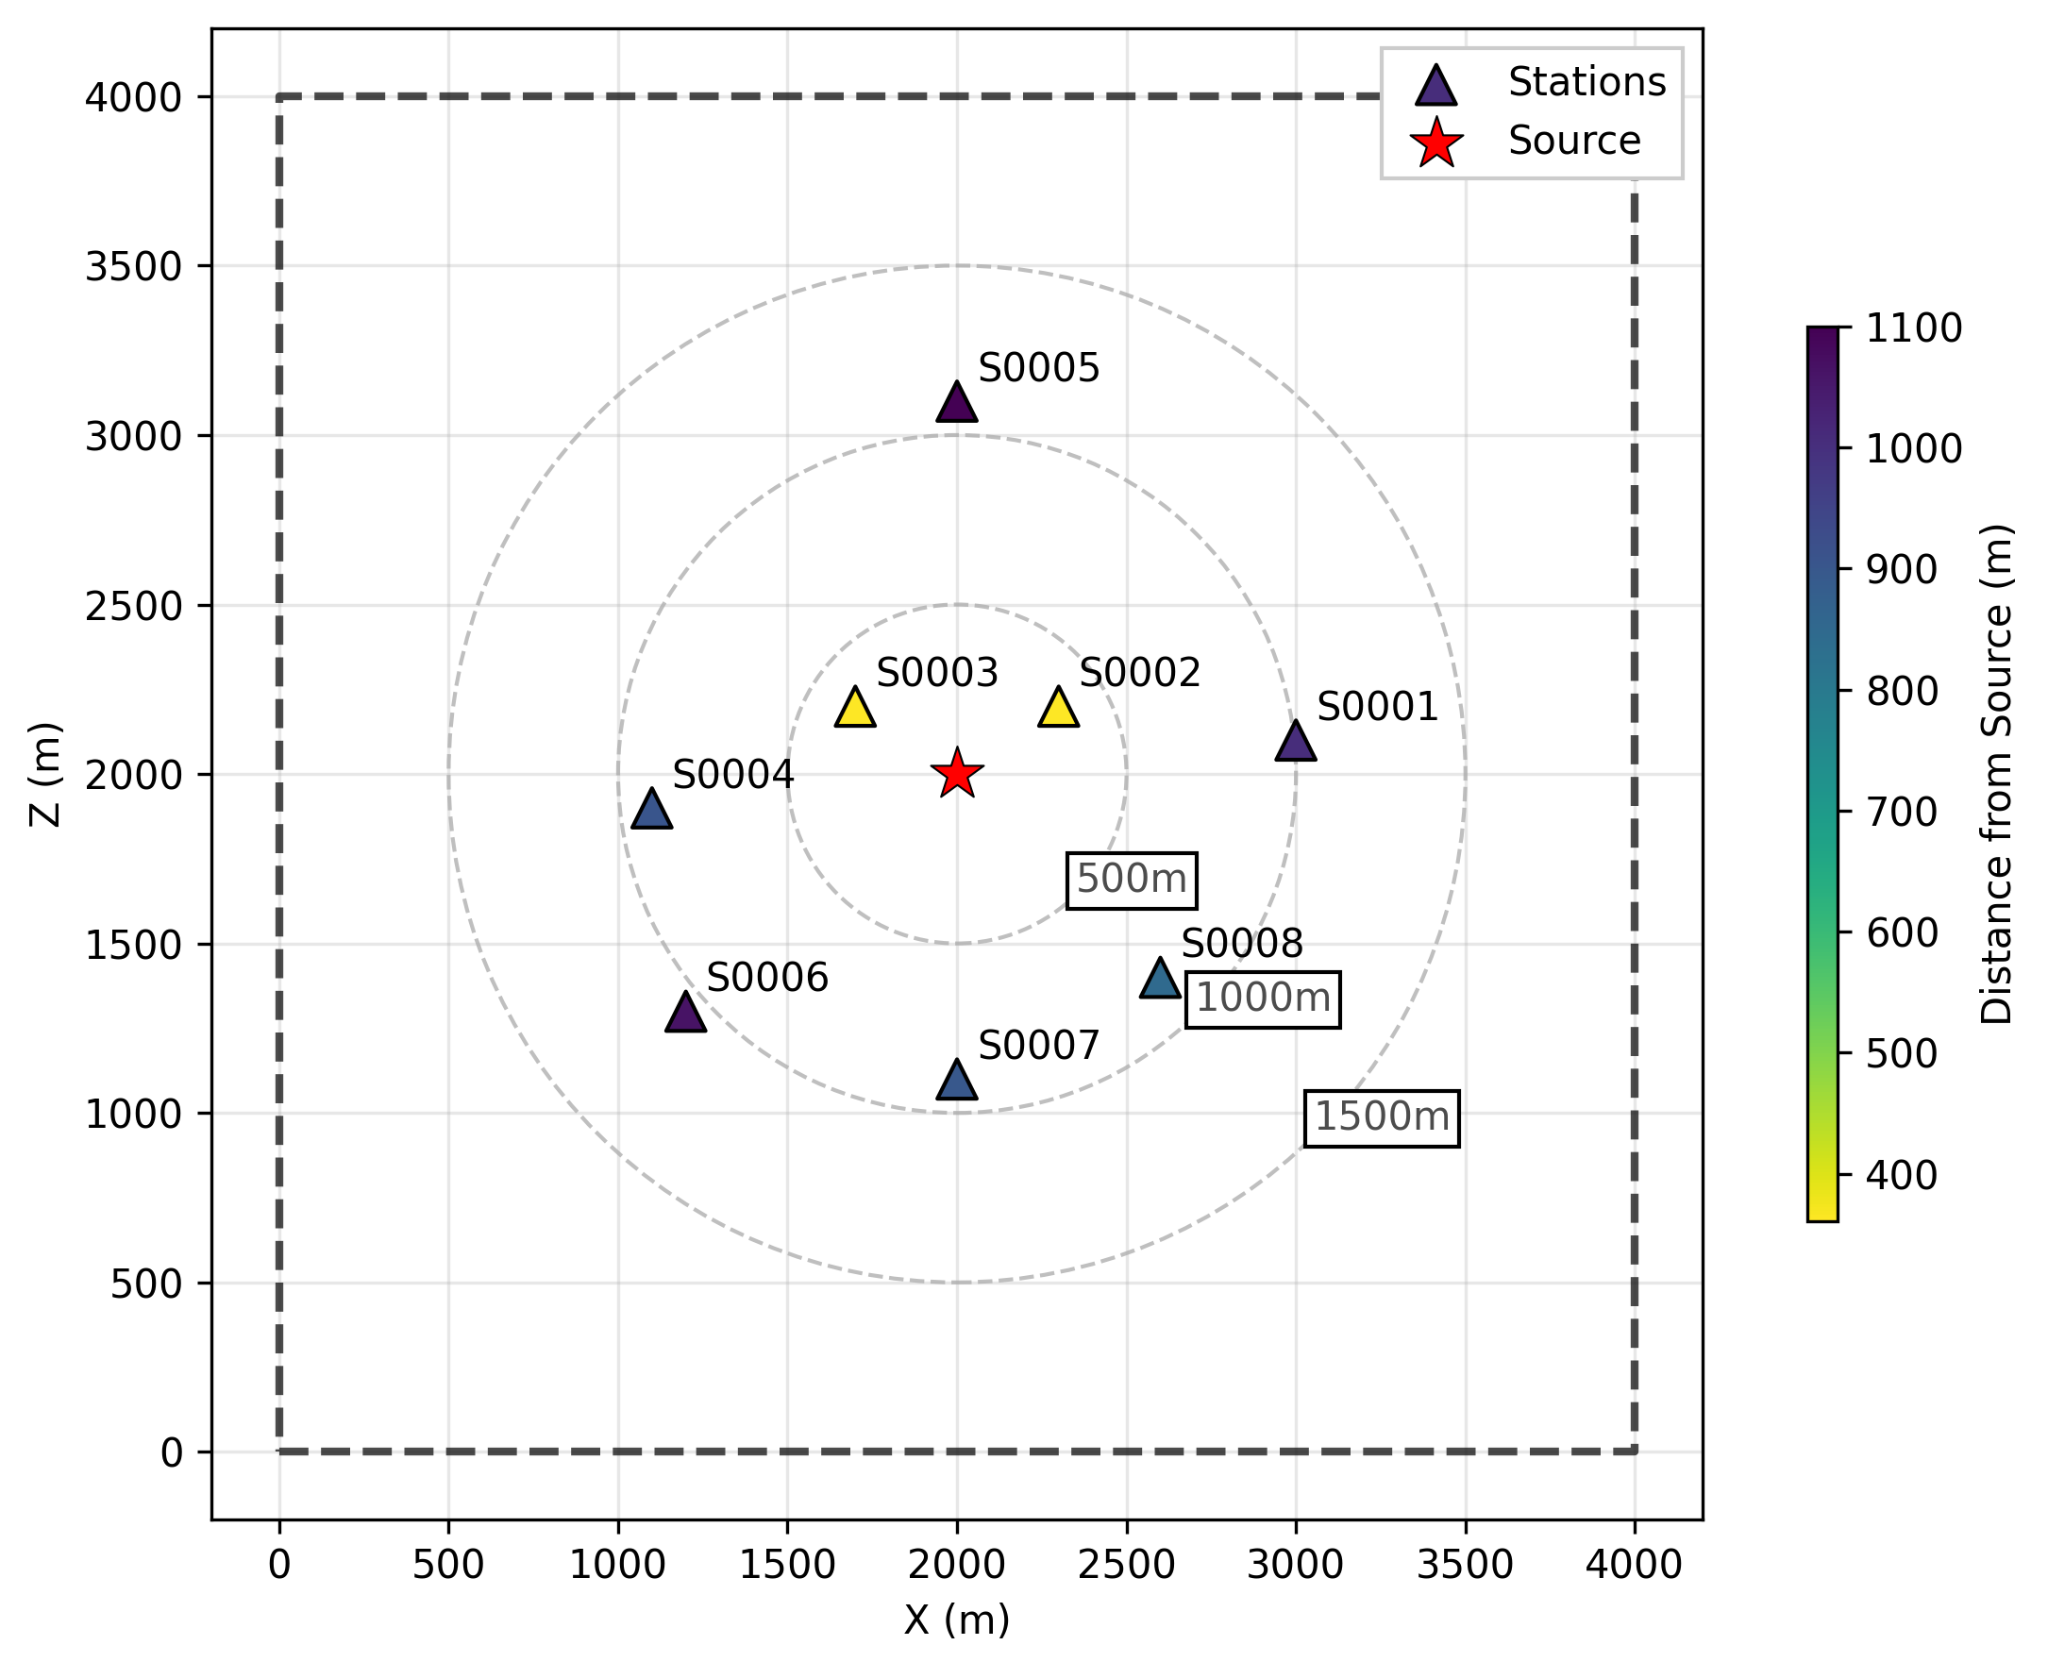 Stations
Source
4000
3500
3000
2500
2000
1500
1000
500
0
Z (m)
S0005
S0003
S0002
S0001
S0004
500m
S0008
S0006
1000m
S0007
1500m
0
500
1000
1500
2000
2500
3000
3500
4000
X (m)
1100
1000
900
800
700
600
500
400
Distance from Source (m)